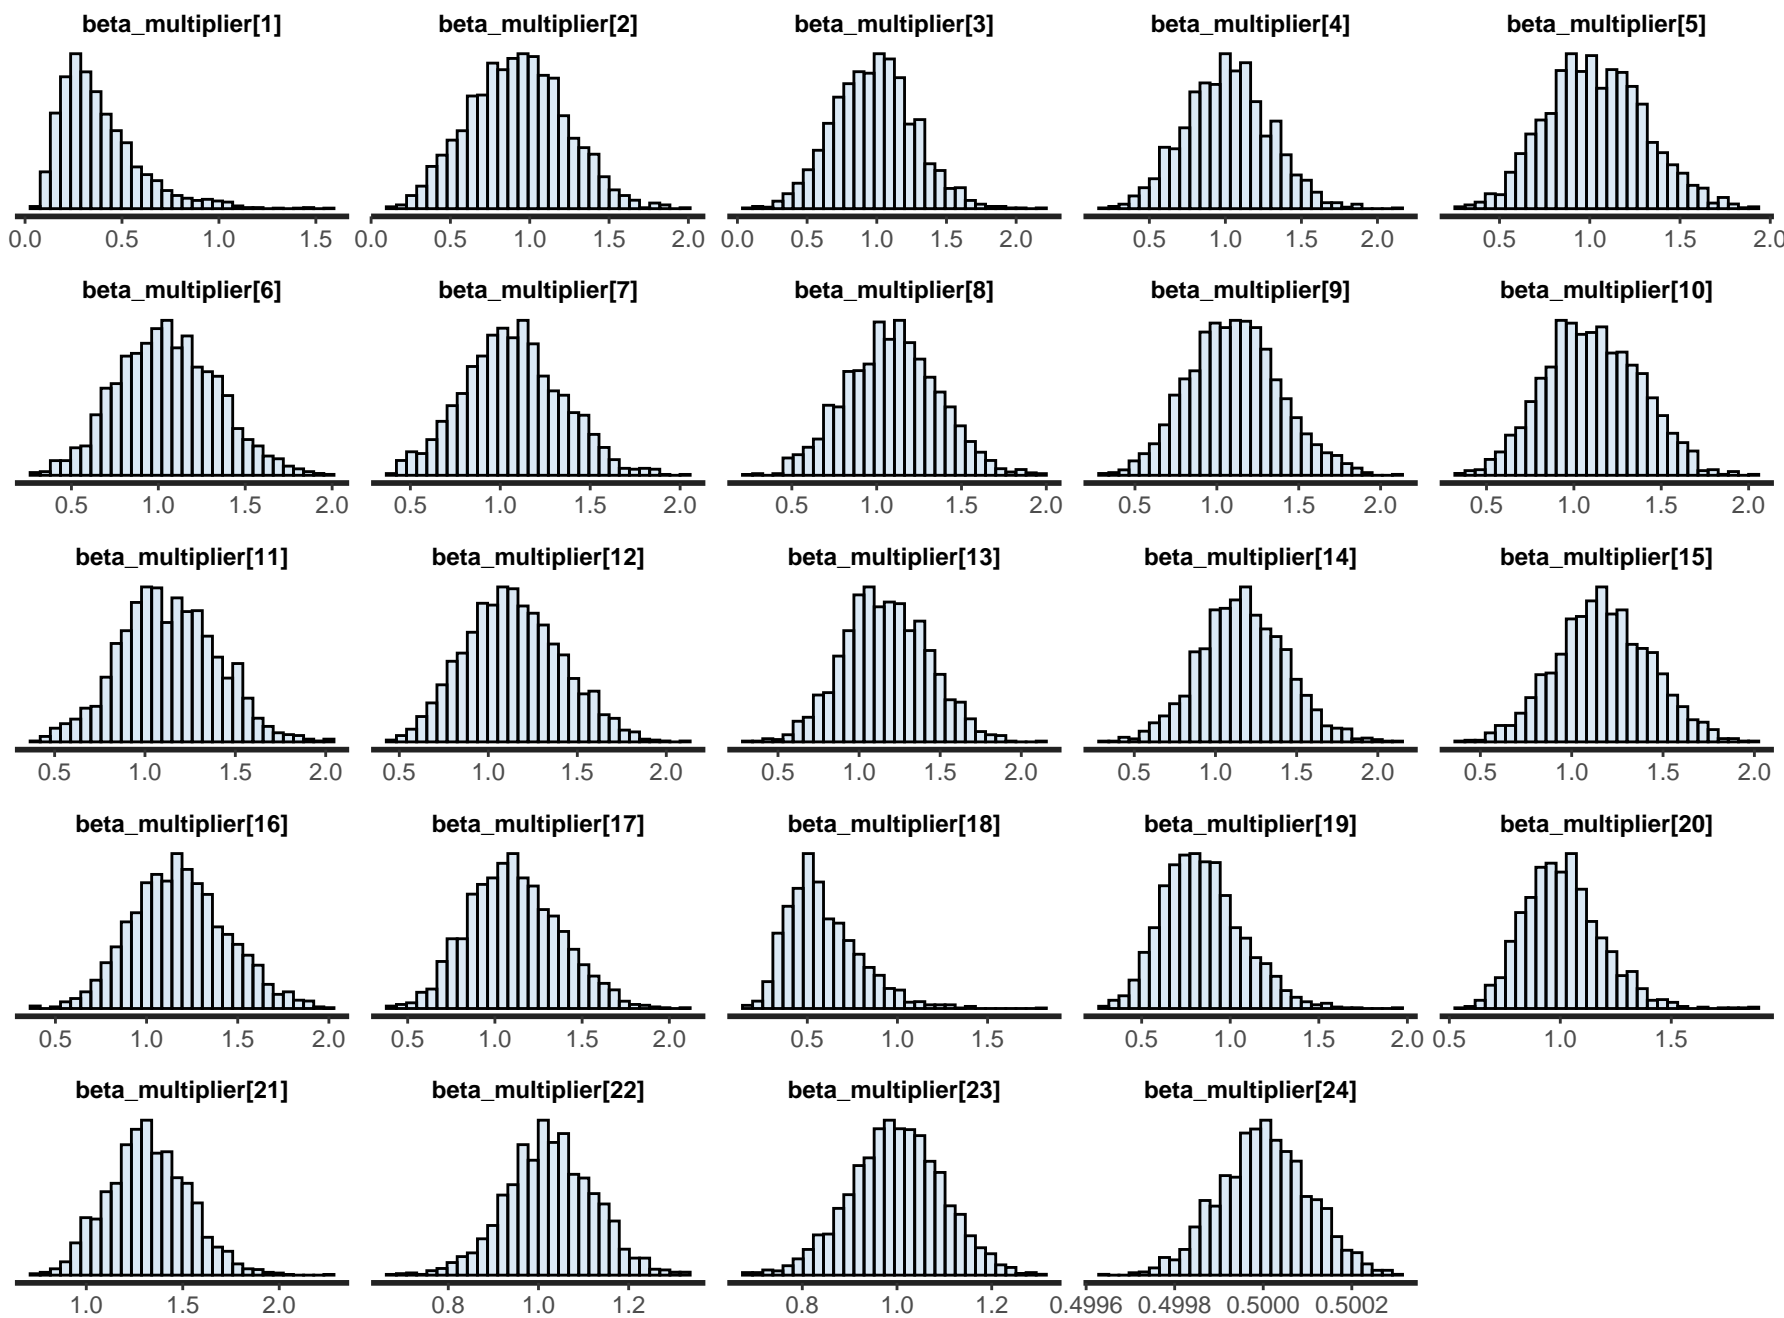 beta_multiplier[1] beta_multiplier[2] beta_multiplier[3] beta_multiplier[4] beta_multiplier[5]
0.0 0.5 1.0 1.5 0.0 0.5 1.0 1.5 2.0 0.0 0.5 1.0 1.5 2.0 0.5 1.0 1.5 2.0 0.5 1.0 1.5 2.0
beta_multiplier[6] beta_multiplier[7] beta_multiplier[8] beta_multiplier[9] beta_multiplier[10]
0.5 1.0 1.5 2.0 0.5 1.0 1.5 2.0 0.5 1.0 1.5 2.0 0.5 1.0 1.5 2.0 0.5 1.0 1.5 2.0
beta_multiplier[11] beta_multiplier[12] beta_multiplier[13] beta_multiplier[14] beta_multiplier[15]
0.5 1.0 1.5 2.0 0.5 1.0 1.5 2.0 0.5 1.0 1.5 2.0 0.5 1.0 1.5 2.0 0.5 1.0 1.5 2.0
beta_multiplier[16] beta_multiplier[17] beta_multiplier[18] beta_multiplier[19] beta_multiplier[20]
0.5 1.0 1.5 2.0 0.5 1.0 1.5 2.0 0.5 1.0 1.5 0.5 1.0 1.5 2.0 0.5 1.0 1.5
beta_multiplier[21] beta_multiplier[22] beta_multiplier[23] beta_multiplier[24]
1.0 1.5 2.0 0.8 1.0 1.2 0.8 1.0 1.2 0.4996 0.4998 0.5000 0.5002